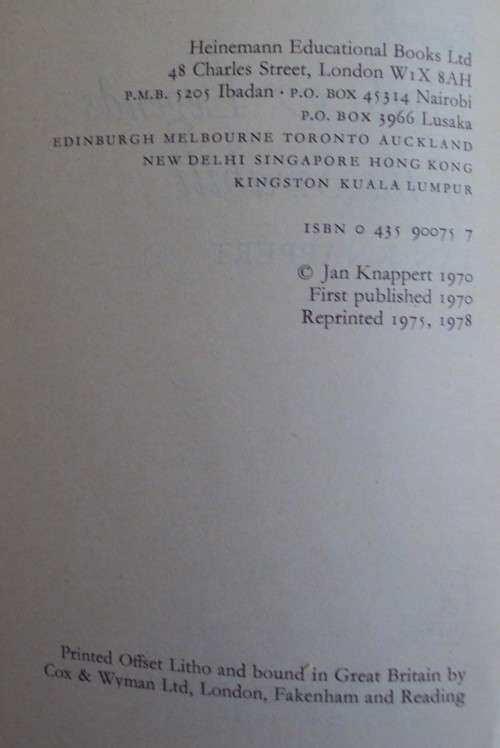 Heinemann Educational Books Ltd
48 Charles Street, London W1X 8AH
P.M.B. 5205 Ibadan · P.O. BOX 45314 Nairobi
P.O. BOX 3966 Lusaka
EDINBURGH MELBOURNE TORONTO AUCKLAND
NEW DELHI SINGAPORE HONG KONG
KINGSTON KUALA LUMPUR
ISBN 0 435 90075 7
© Jan Knappert 1970
First published 1970
Reprinted 1975, 1978
Printed Offset Litho and bound in Great Britain by
Cox & Wyman Ltd, London, Fakenham and Reading